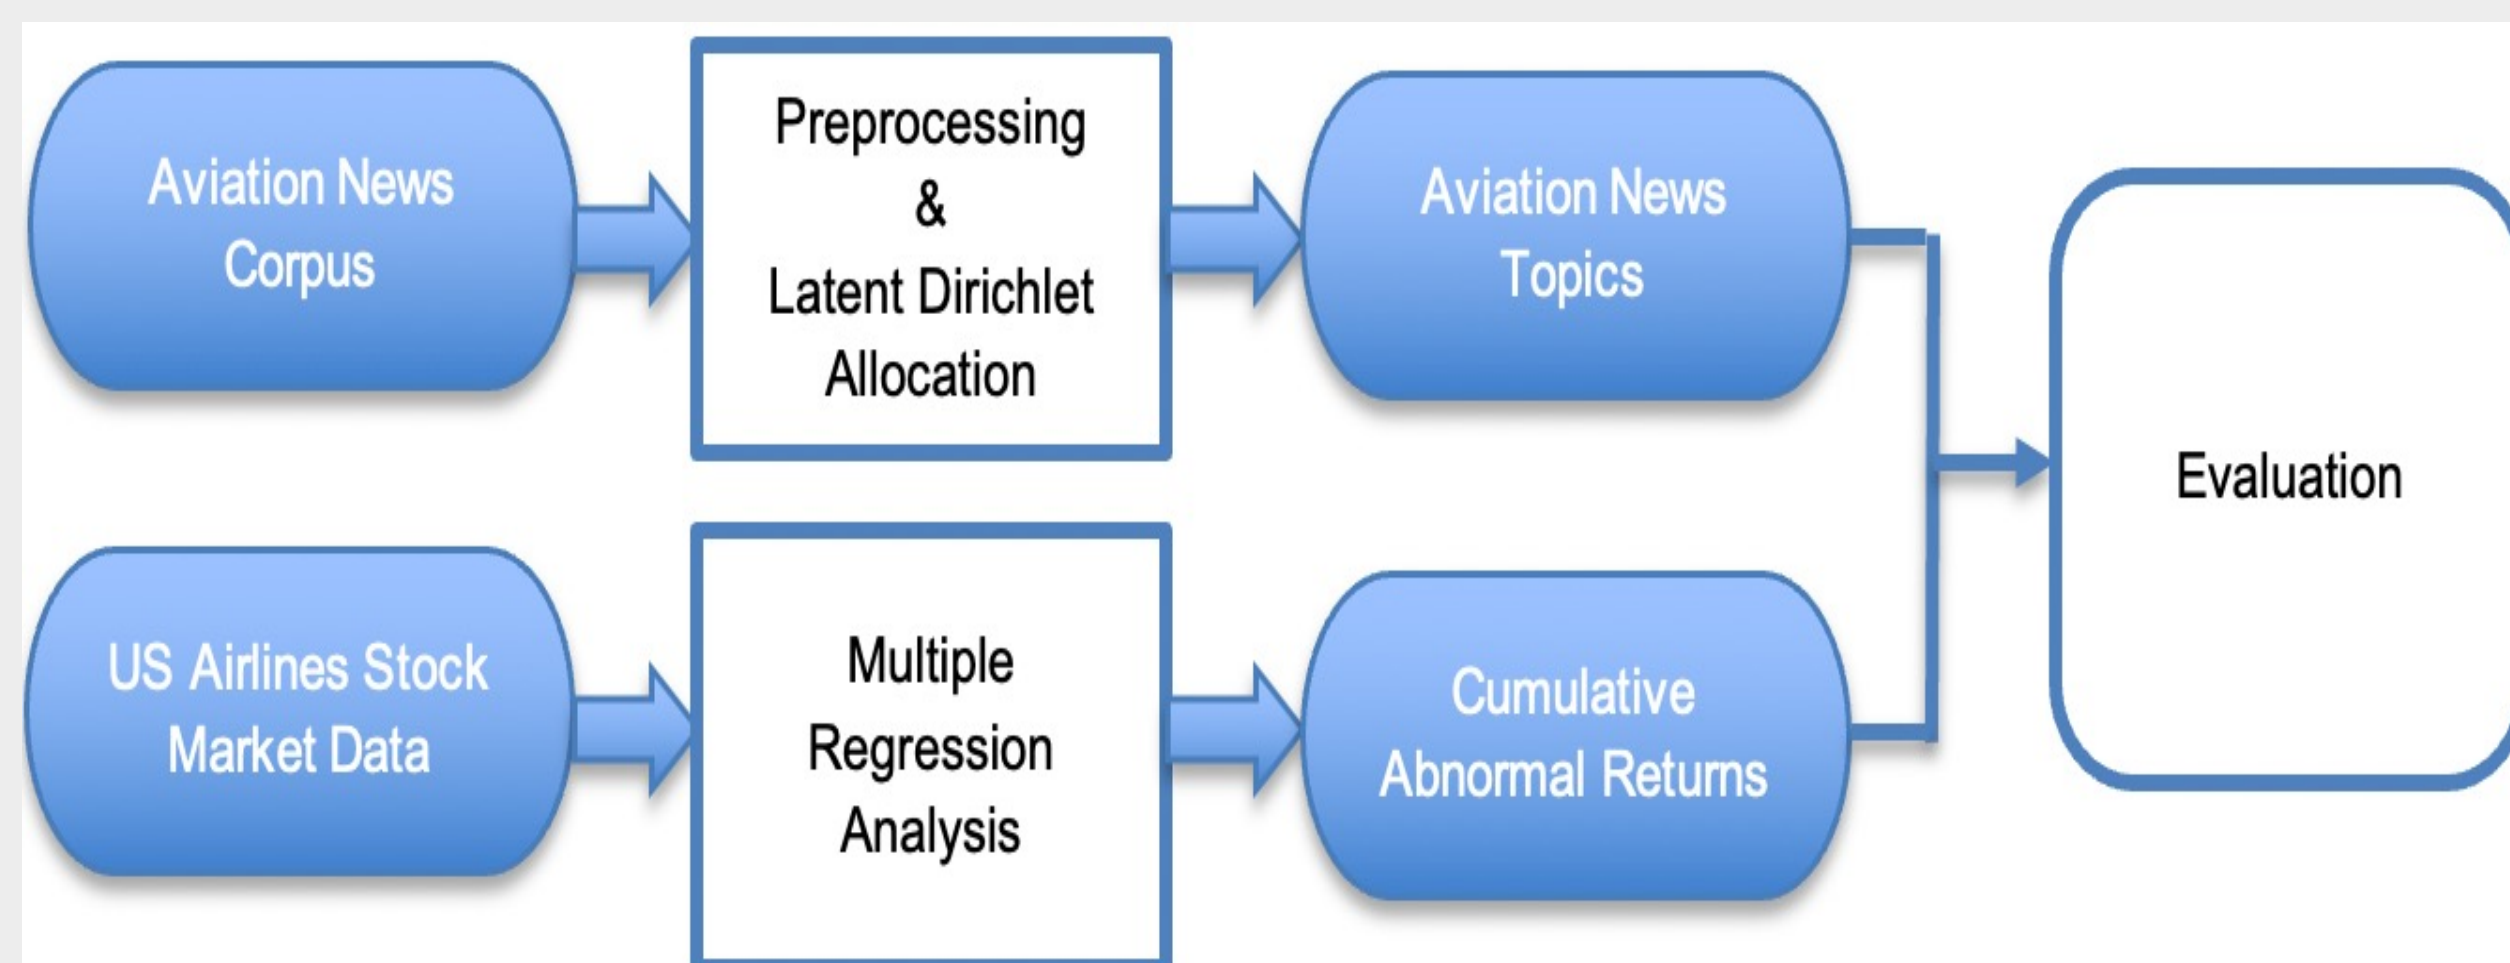 Aviation News
Corpus
Preprocessing
&
Latent Dirichlet
Allocation
Aviation News
Topics
US Airlines Stock
Market Data
Multiple
Regression
Analysis
Cumulative
Abnormal Returns
Evaluation